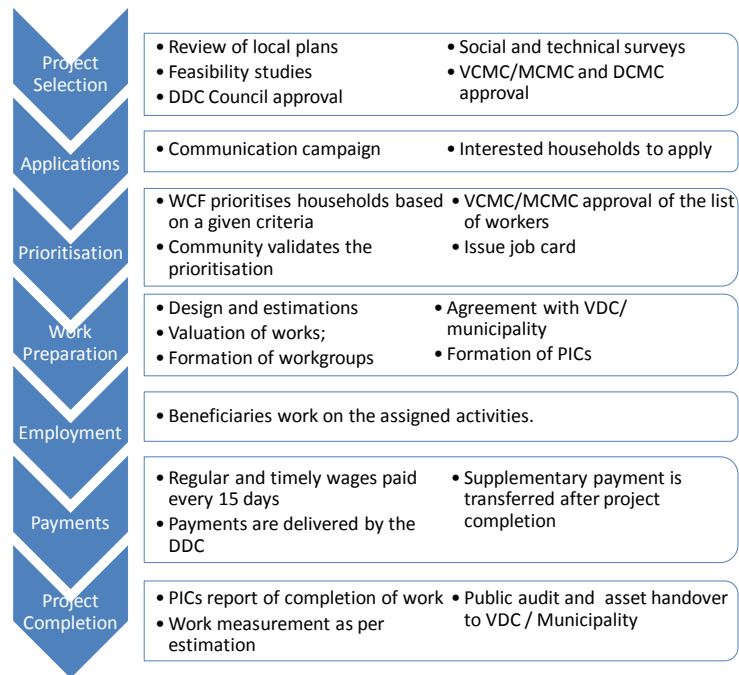 Project
Selection
• Review of local plans
• Feasibility studies
• DDC Council approval
• Social and technical surveys
• VCMC/MCMC and DCMC
approval
Applications
• Communication campaign
• Interested households to apply
Prioritisation
• WCF prioritises households based
on a given criteria
• Community validates the
prioritisation
• VCMC/MCMC approval of the list
of workers
• Issue job card
Work
Preparation
• Design and estimations
• Valuation of works;
• Formation of workgroups
• Agreement with VDC/
municipality
• Formation of PICs
Employment
• Beneficiaries work on the assigned activities.
Payments
• Regular and timely wages paid
every 15 days
• Payments are delivered by the
DDC
• Supplementary payment is
transferred after project
completion
Project
Completion
• PICs report of completion of work
• Work measurement as per
estimation
• Public audit and asset handover
to VDC / Municipality